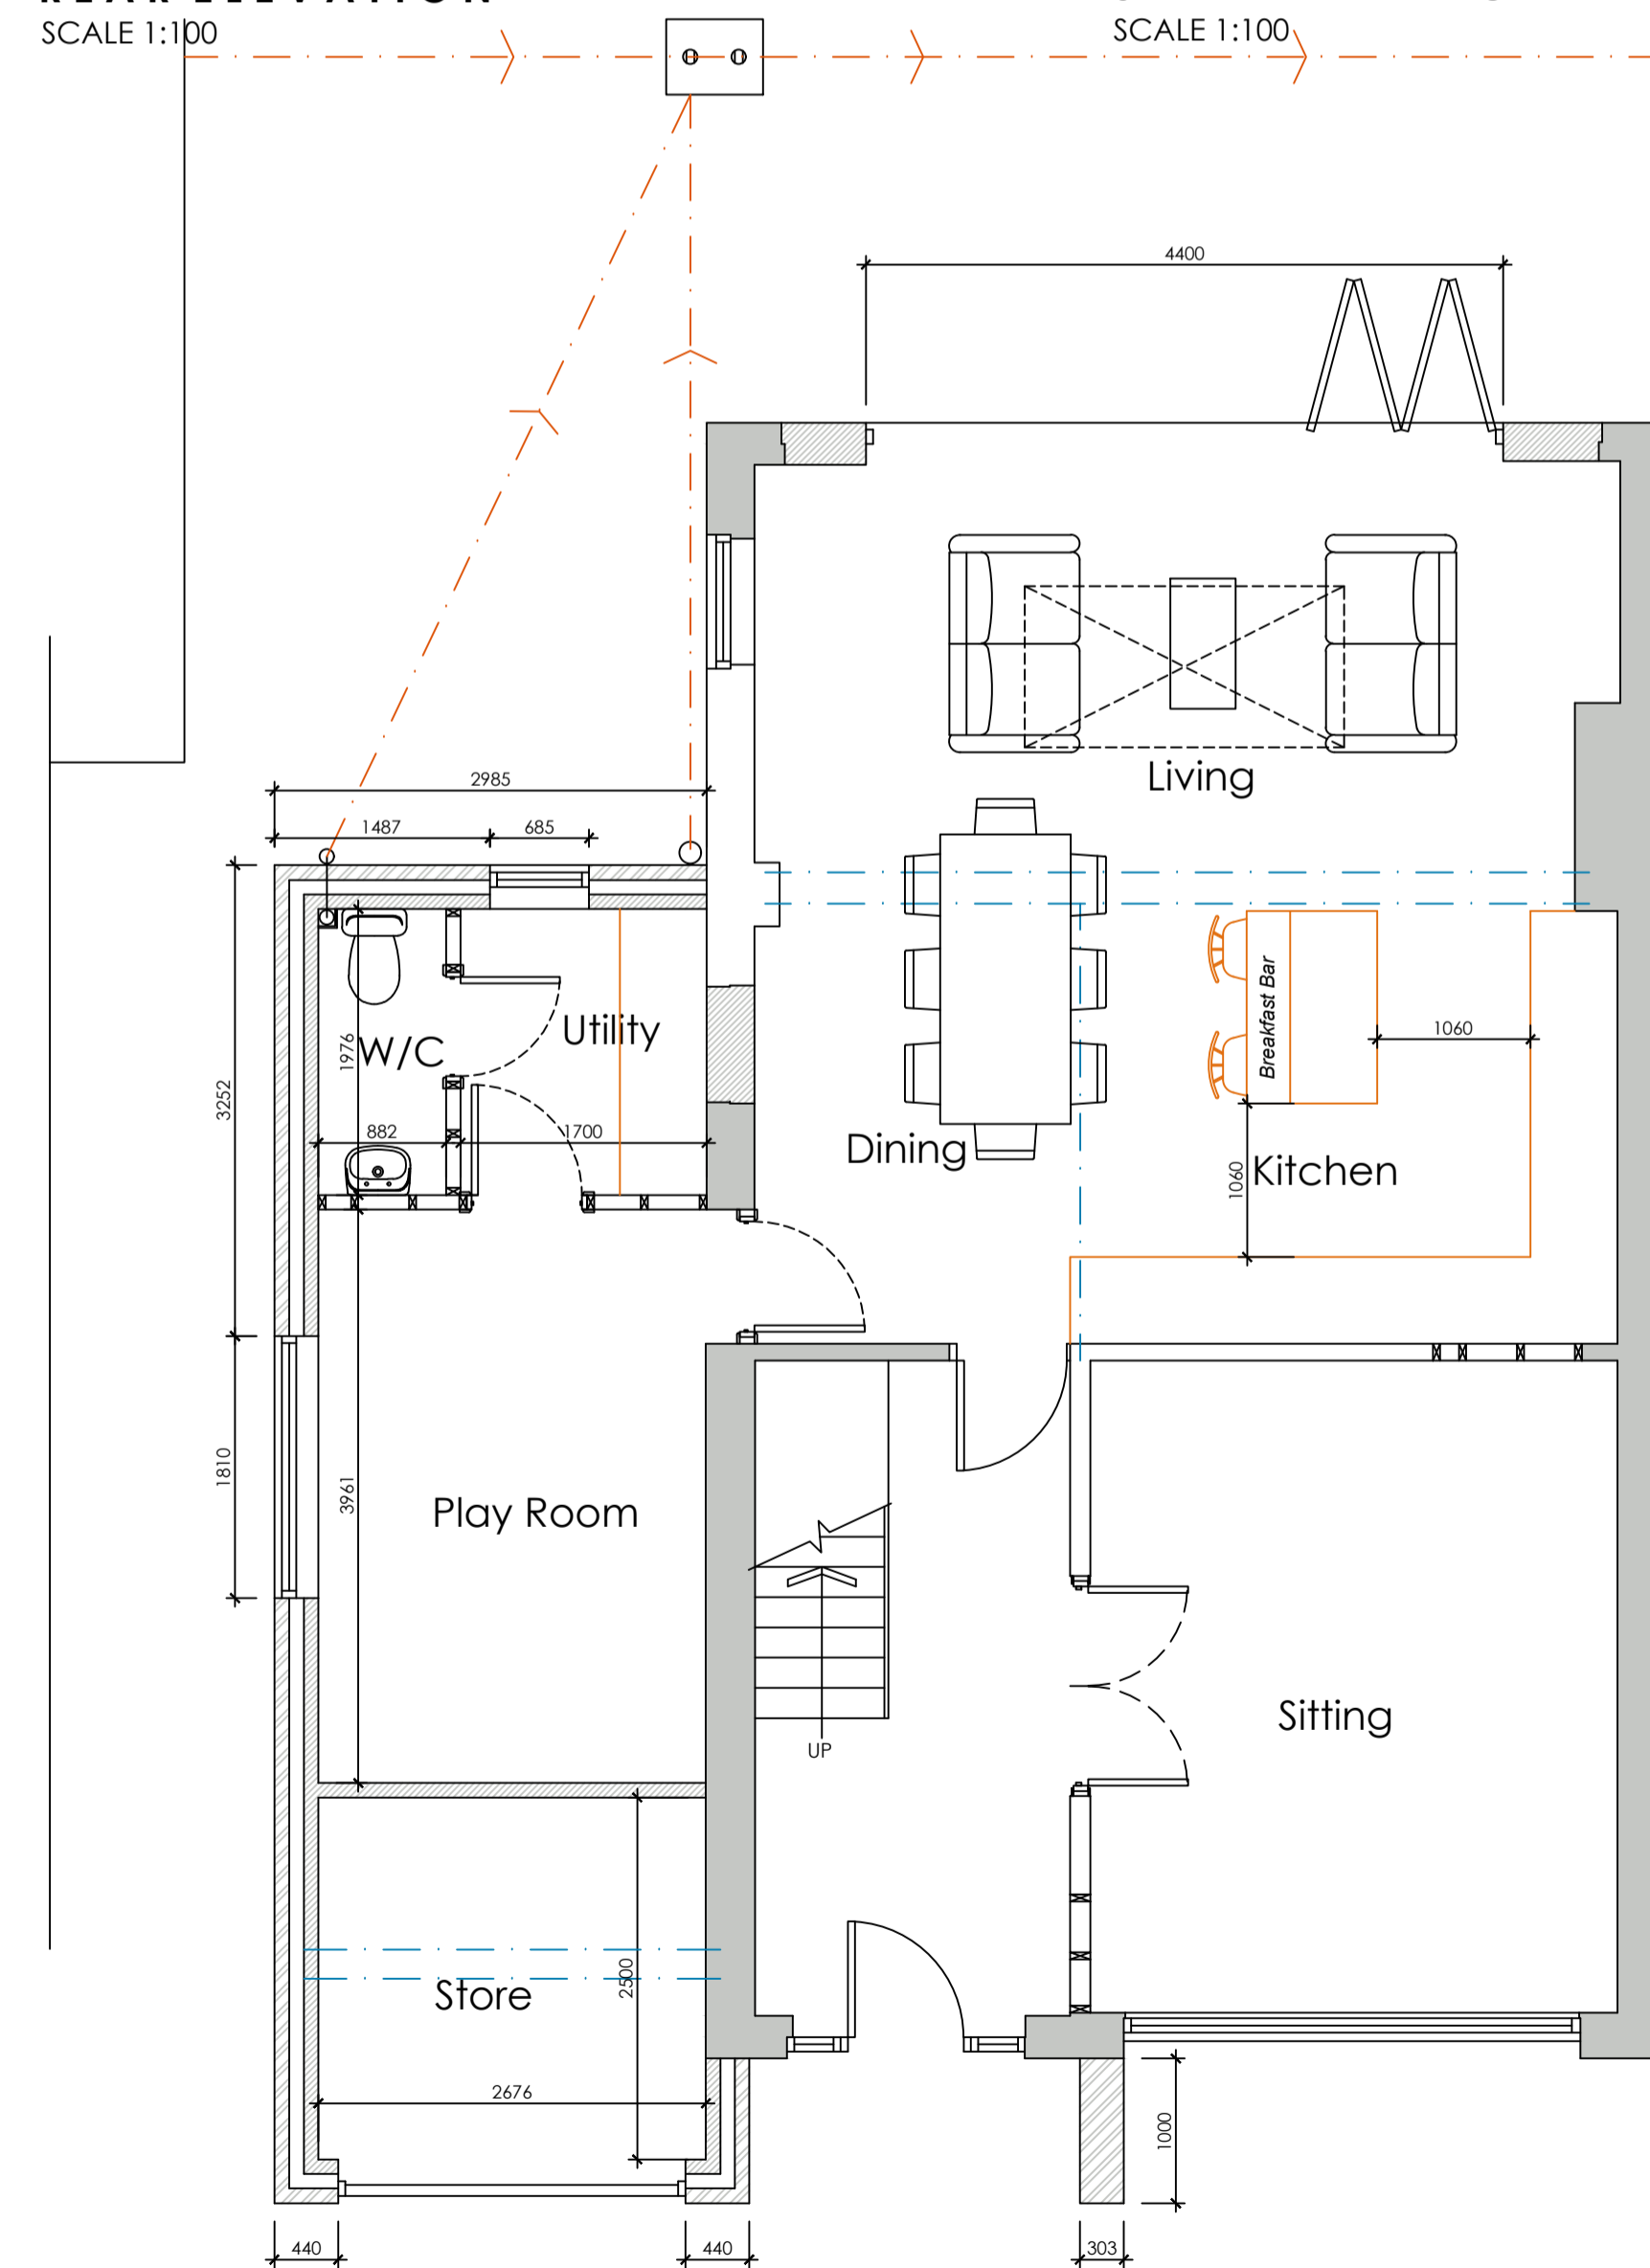 SCALE 1:100
SCALE 1:100
4400
2985
1487
685
Living
Breakfast Bar
1060
Utility
W/C
1976
3252
882
1700
Dining
1060
Kitchen
1810
3961
Play Room
Sitting
UP
Store
2500
2676
1000
440
440
303